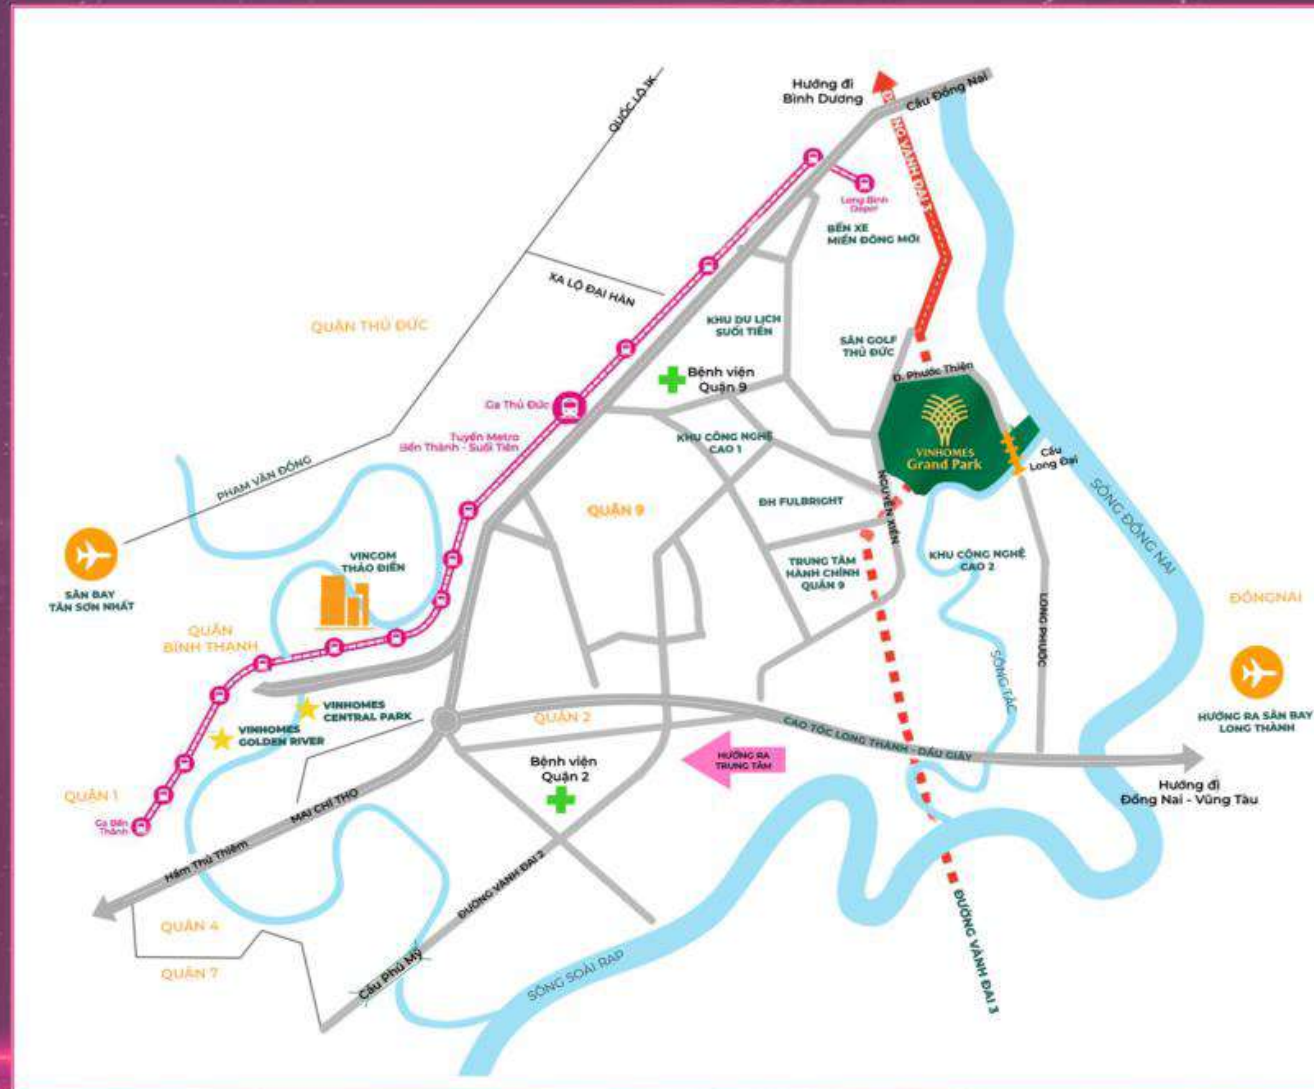 Hướng đi
Bình Dương
Cầu Đồng Nai
QUỐC LỘ 1K
ĐƯỜNG VÀNH ĐAI 3
Long Bình
Depot
BẾN XE
MIỀN ĐÔNG MỚI
XA LỘ ĐẠI HÀN
QUẬN THỦ ĐỨC
KHU DU LỊCH
SUỐI TIÊN
SÂN GOLF
THỦ ĐỨC
Bệnh viện
Quận 9
Đ. Phước Thiện
Ga Thủ Đức
Tuyến Metro
Bến Thành - Suối Tiên
KHU CÔNG NGHỆ
CAO 1
VINHOMES
Grand Park
Cầu
Long Đại
PHẠM VĂN ĐỒNG
QUẬN 9
ĐH FULBRIGHT
NGUYỄN XIỂN
SÔNG ĐỒNG NAI
SÂN BAY
TÂN SƠN NHẤT
VINCOM
THẢO ĐIỀN
TRUNG TÂM
HÀNH CHÍNH
QUẬN 9
KHU CÔNG NGHỆ
CAO 2
ĐỒNGNAI
QUẬN
BÌNH THẠNH
LONG PHƯỚC
SÔNG TẮC
VINHOMES
CENTRAL PARK
VINHOMES
GOLDEN RIVER
QUẬN 2
HƯỚNG RA SÂN BAY
LONG THÀNH
CAO TỐC LONG THÀNH - DẦU GIÂY
HƯỚNG RA
TRUNG TÂM
Bệnh viện
Quận 2
Hướng đi
Đồng Nai - Vũng Tàu
QUẬN 1
Ga Bến
Thành
MAI CHÍ THỌ
Hầm Thủ Thiêm
ĐƯỜNG VÀNH ĐAI 2
ĐƯỜNG VÀNH ĐAI 3
QUẬN 4
QUẬN 7
Cầu Phú Mỹ
SÔNG SOÀI RẠP